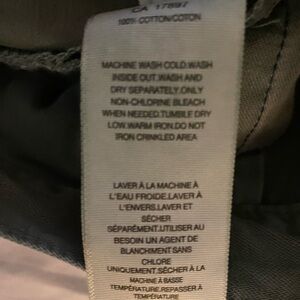 CA 17897
100% COTTON/COTON
MACHINE WASH COLD.WASH
INSIDE OUT.WASH AND
DRY SEPARATELY.ONLY
NON-CHLORINE BLEACH
WHEN NEEDED.TUMBLE DRY
LOW.WARM IRON.DO NOT
IRON CRINKLED AREA
LAVER À LA MACHINE À
L'EAU FROIDE.LAVER À
L'ENVERS.LAVER ET
SÉCHER
SÉPARÉMENT.UTILISER AU
BESOIN UN AGENT DE
BLANCHIMENT SANS
CHLORE
UNIQUEMENT.SÉCHER À LA
MACHINE À BASSE
TEMPÉRATURE.REPASSER À
TEMPÉRATURE